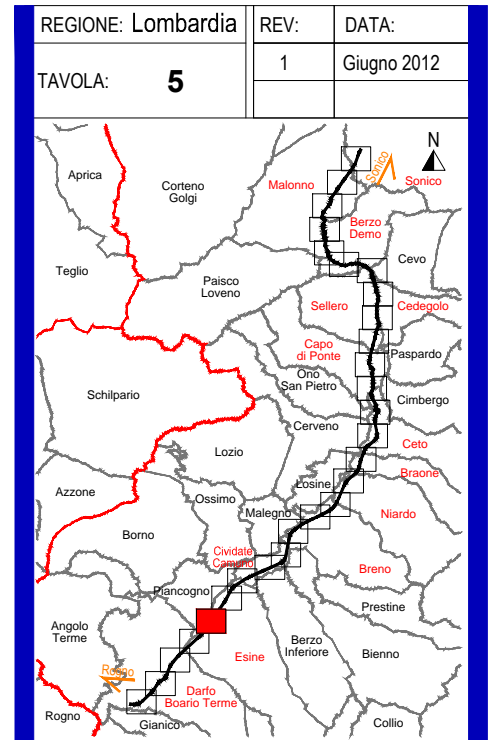 REGIONE: Lombardia
REV:
DATA:
TAVOLA: 5
1
Giugno 2012
N
Sonico
Aprica
Corteno
Golgi
Malonno
Sonico
Berzo
Demo
Cevo
Teglio
Paisco
Loveno
Sellero
Cedegolo
Capo
di Ponte
Paspardo
Ono
San Pietro
Schilpario
Cimbergo
Cerveno
Ceto
Lozio
Braone
Losine
Azzone
Ossimo
Malegno
Niardo
Borno
Cividate
Camuno
Breno
Piancogno
Prestine
Angolo
Terme
Berzo
Inferiore
Bienno
Esine
Rogno
Darfo
Boario Terme
Rogno
Gianico
Collio